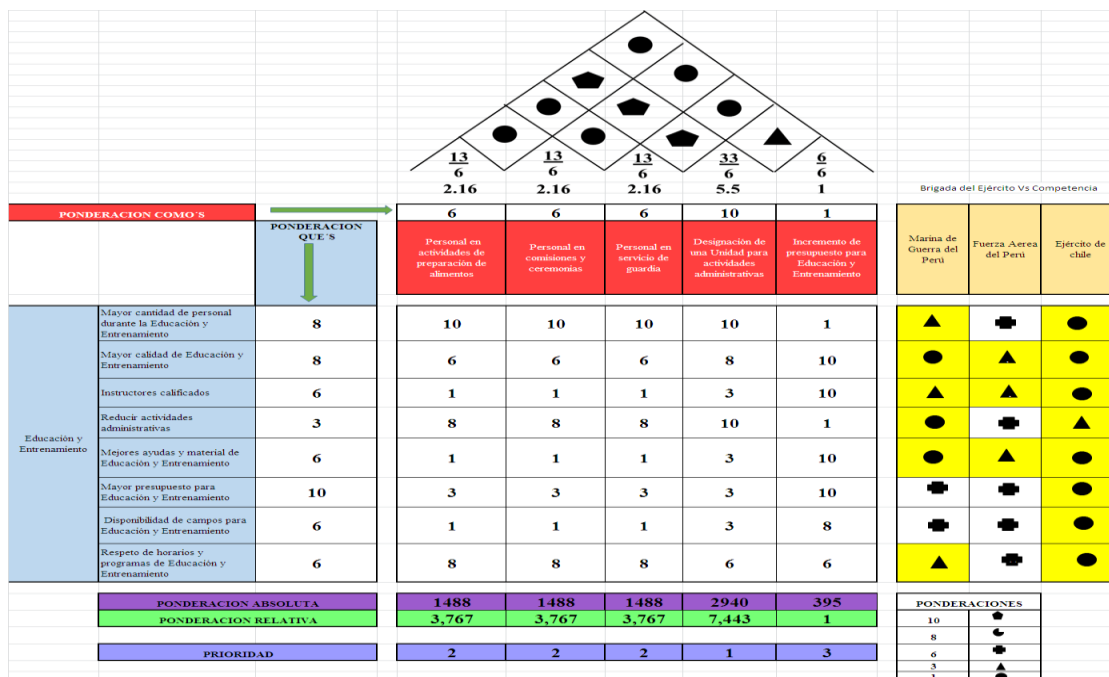 13 13 13 33 6
6 6 6 6 6
2.16 2.16 2.16 5.5 1
Brigada del Ejército Vs Competencia
PONDERACION COMO´S 6 6 6 10 1
PONDERACION
QUE´S
Personal en
actividades de
preparación de
alimentos
Personal en
comisiones y
ceremonias
Personal en
servicio de
guardia
Designación de
una Unidad para
actividades
administrativas
Incremento de
presupuesto para
Educación y
Entrenamiento
Marina de
Guerra del
Perú
Fuerza Aerea
del Perú
Ejército de
chile
Educación y
Entrenamiento
Mayor cantidad de personal
durante la Educación y
Entrenamiento
8 10 10 10 10 1
Mayor calidad de Educación y
Entrenamiento
8 6 6 6 8 10
Instructores calificados
6 1 1 1 3 10
Reducir actividades
administrativas
3 8 8 8 10 1
Mejores ayudas y material de
Educación y Entrenamiento
6 1 1 1 3 10
Mayor presupuesto para
Educación y Entrenamiento
10 3 3 3 3 10
Disponibilidad de campos para
Educación y Entrenamiento
6 1 1 1 3 8
Respeto de horarios y
programas de Educación y
Entrenamiento
6 8 8 8 6 6
PONDERACION ABSOLUTA 1488 1488 1488 2940 395
PONDERACION RELATIVA 3,767 3,767 3,767 7,443 1
PRIORIDAD 2 2 2 1 3
PONDERACIONES
10
8
6
3
1